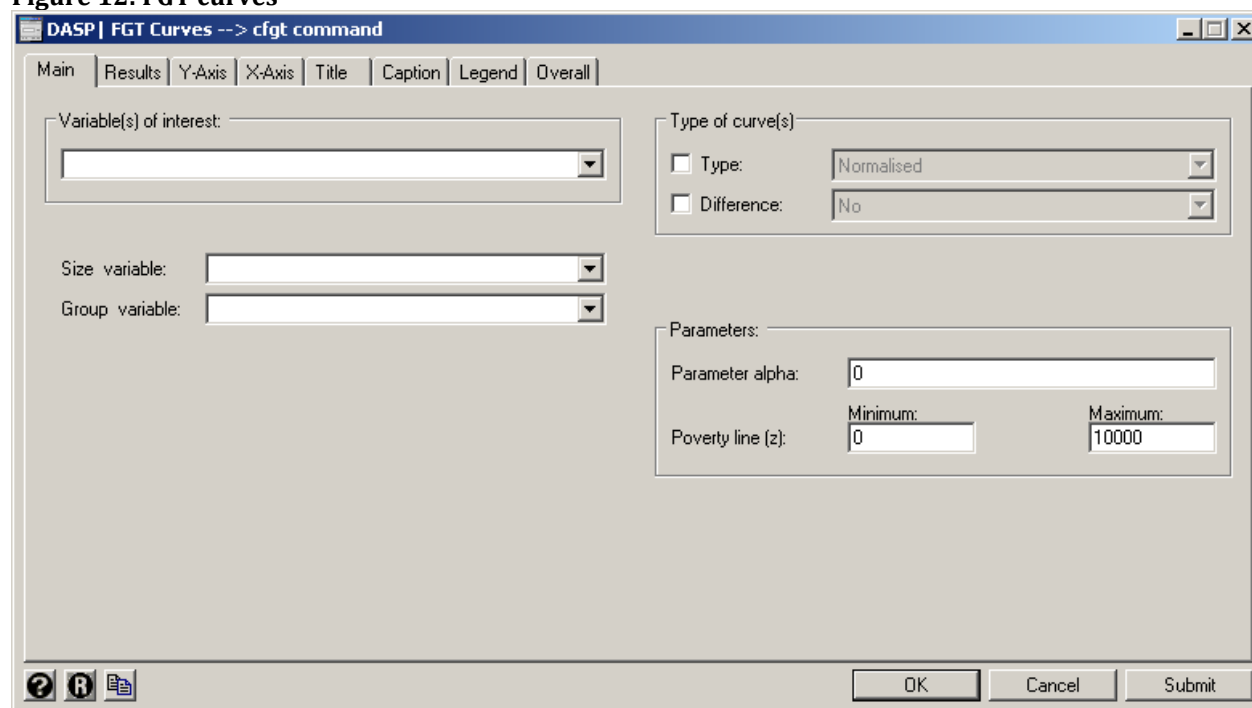 Figure 12: FGT curves
DASP| FGT Curves --> cfgt command
Main Results Y-Axis X-Axis Title Caption Legend Overall
Variable(s) of interest:
Type of curve(s)
Type: Normalised
Difference: No
Size variable:
Group variable:
Parameters:
Parameter alpha: 0
Minimum: Maximum:
Poverty line (z): 0 10000
OK Cancel Submit